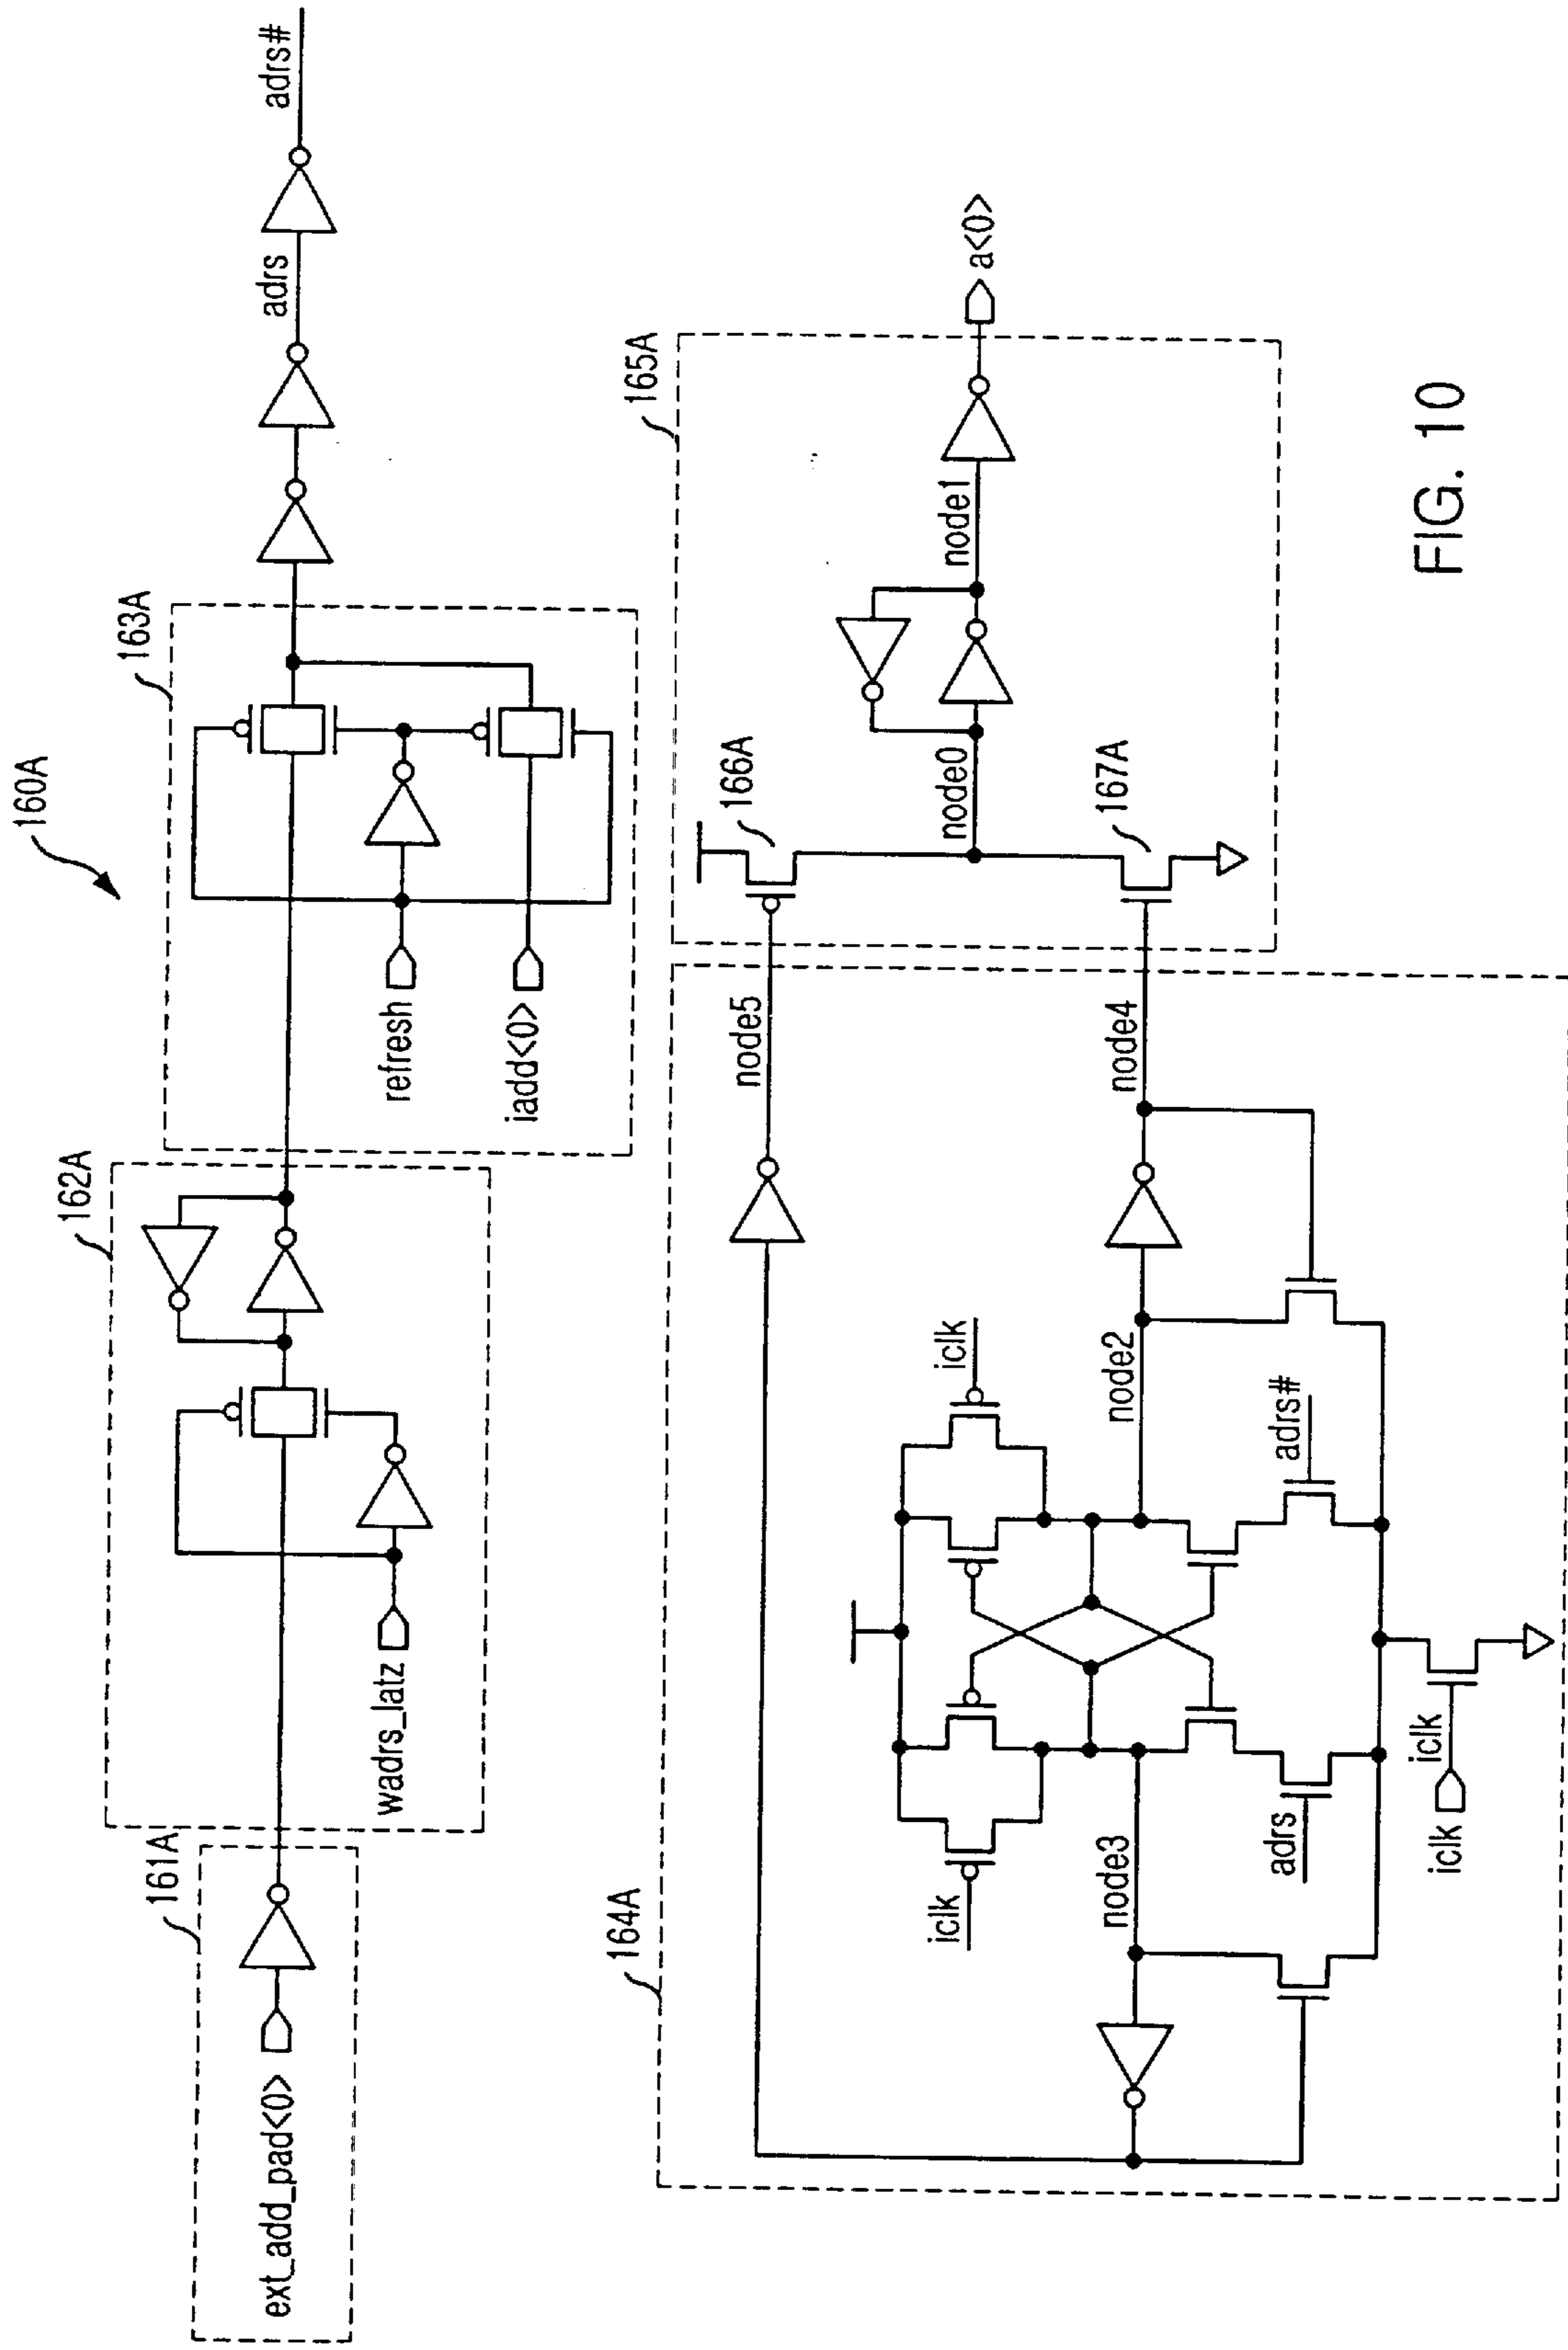 160A
161A
ext_add_pad<0>
162A
wadrs_latz
163A
refresh
iadd<0>
adrs
adrs#
164A
iclk
iclk
node3
adrs
adrs#
iclk
iclk
node2
node5
node4
165A
166A
node0
167A
node1
a<0>
FIG. 10